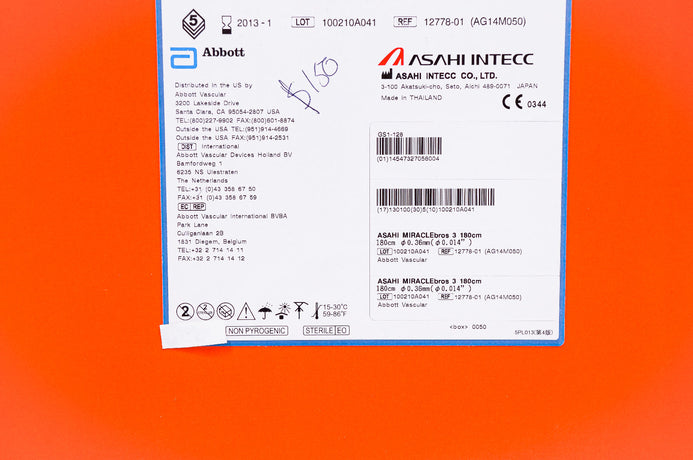 5
2013 - 1
LOT 100210A041
REF 12778-01 (AG14M050)
Abbott
Distributed in the US by
Abbott Vascular
3200 Lakeside Drive
Santa Clara, CA 95054-2807 USA
TEL:(800)227-9902 FAX:(800)601-8874
Outside the USA TEL:(951)914-4669
Outside the USA FAX:(951)914-2531
DIST International
Abbott Vascular Devices Holland BV
Bamfordweg 1
6235 NS Ulestraten
The Netherlands
TEL:+31 (0)43 358 67 50
FAX:+31 (0)43 358 67 59
EC REP
Abbott Vascular International BVBA
Park Lane
Culliganlaan 2B
1831 Diegem, Belgium
TEL:+32 2 714 14 11
FAX:+32 2 714 14 12
$150
ASAHI INTECC
ASAHI INTECC CO., LTD.
3-100 Akatsuki-cho, Seto, Aichi 489-0071 JAPAN
Made in THAILAND
CE 0344
GS1-128
(01)14547327056004
(17)130100(30)5(10)100210A041
ASAHI MIRACLEbros 3 180cm
180cm φ0.36mm(φ0.014")
LOT 100210A041 REF 12778-01 (AG14M050)
Abbott Vascular
ASAHI MIRACLEbros 3 180cm
180cm φ0.36mm(φ0.014")
LOT 100210A041 REF 12778-01 (AG14M050)
Abbott Vascular
<box> 0050
5PL013(第4版)
2
15-30°C
59-86°F
NON PYROGENIC
STERILE EO